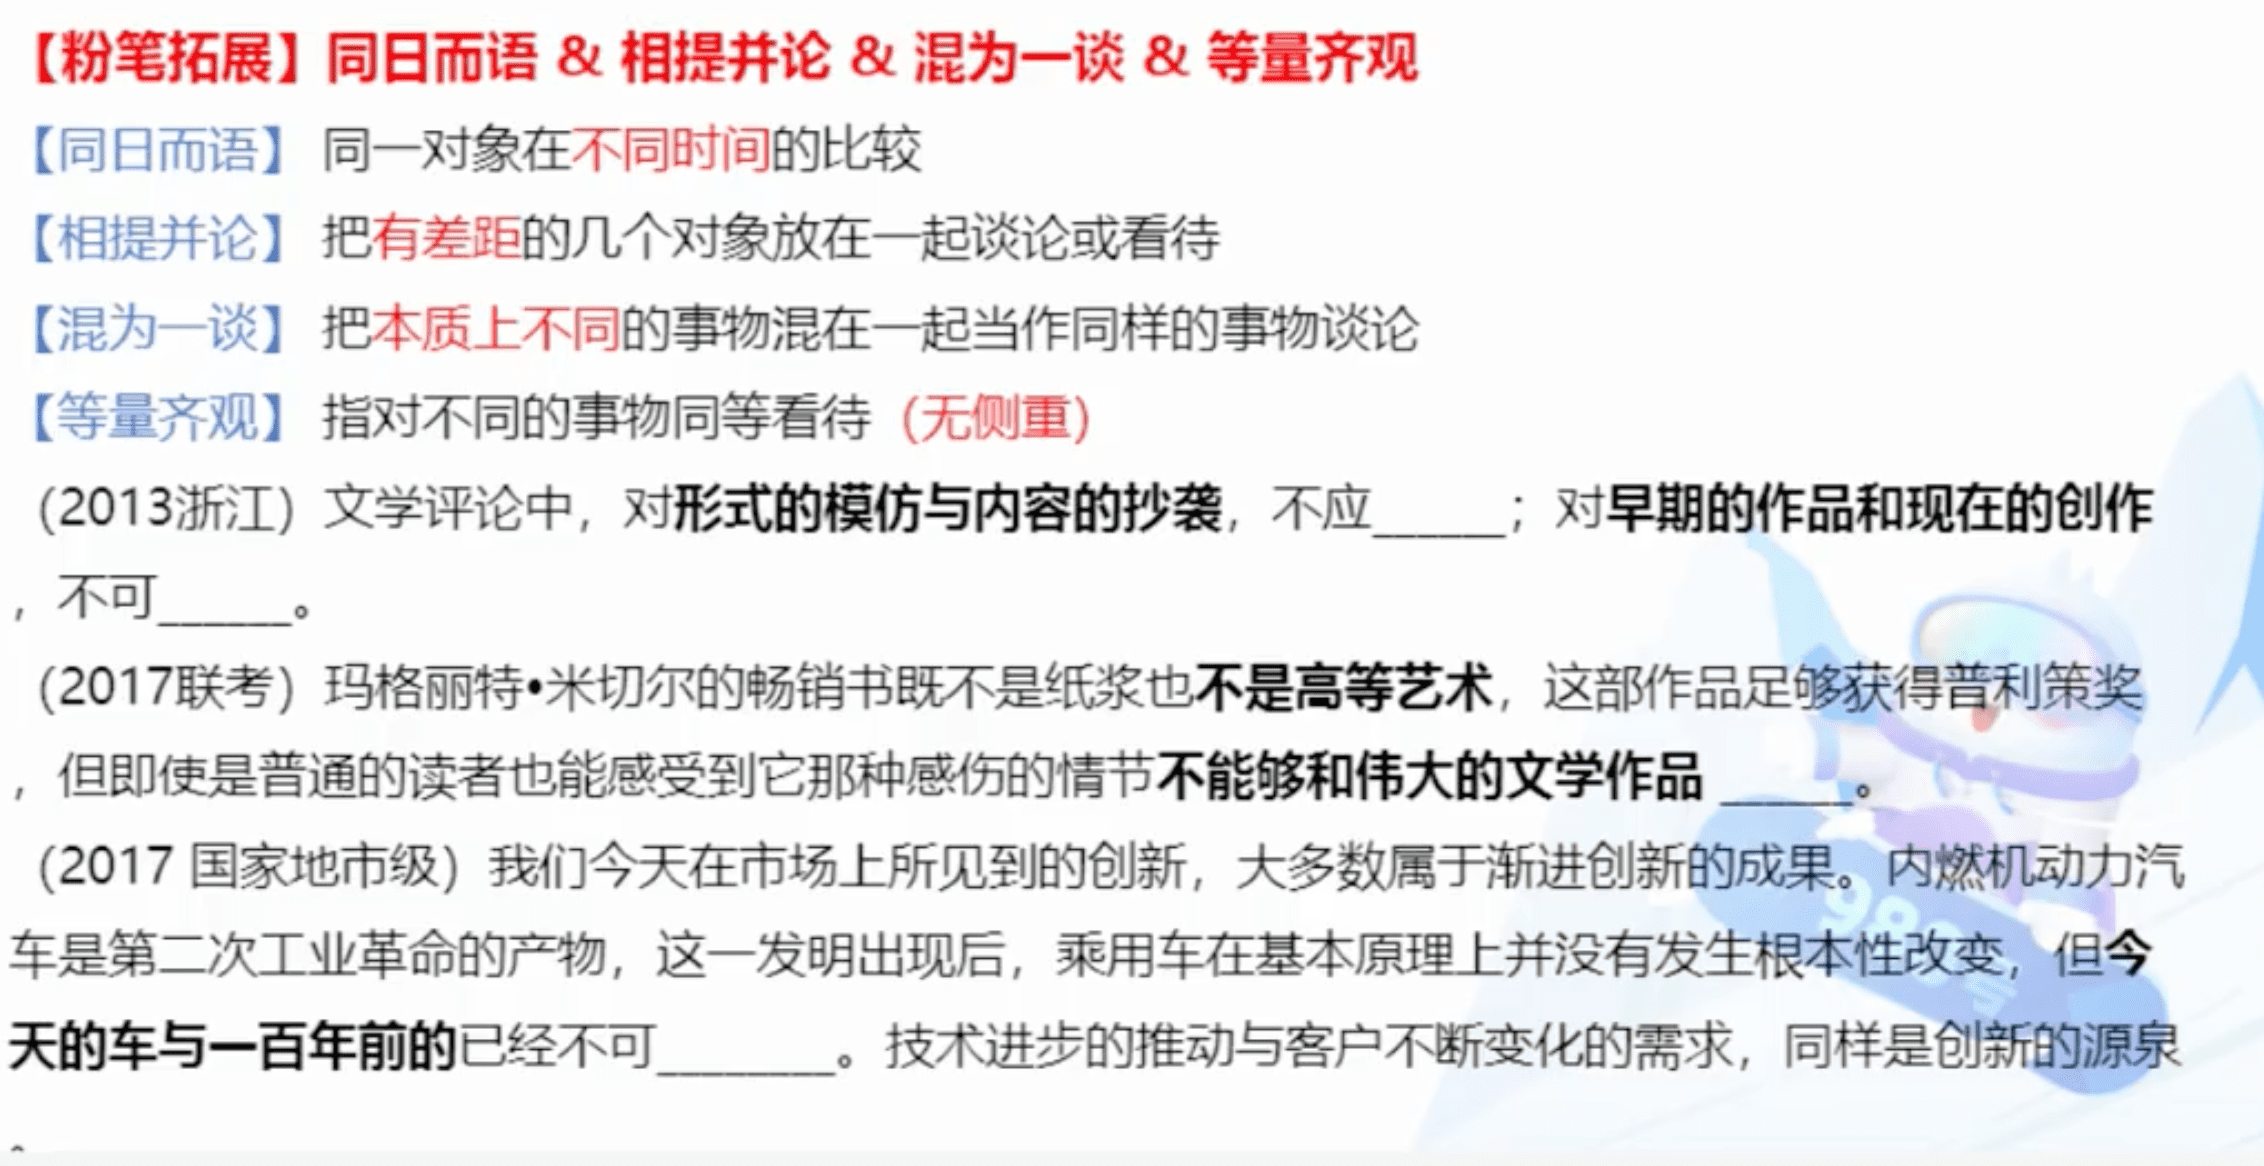 【粉笔拓展】同日而语 & 相提并论 & 混为一谈 & 等量齐观
【同日而语】 同一对象在不同时间的比较
【相提并论】 把有差距的几个对象放在一起谈论或看待
【混为一谈】 把本质上不同的事物混在一起当作同样的事物谈论
【等量齐观】 指对不同的事物同等看待（无侧重）
（2013浙江）文学评论中，对形式的模仿与内容的抄袭，不应______；对早期的作品和现在的创作
，不可______。
（2017联考）玛格丽特•米切尔的畅销书既不是纸浆也不是高等艺术，这部作品足够获得普利策奖
，但即使是普通的读者也能感受到它那种感伤的情节不能够和伟大的文学作品 ______。
（2017 国家地市级）我们今天在市场上所见到的创新，大多数属于渐进创新的成果。内燃机动力汽
车是第二次工业革命的产物，这一发明出现后，乘用车在基本原理上并没有发生根本性改变，但今
天的车与一百年前的已经不可________。技术进步的推动与客户不断变化的需求，同样是创新的源泉
。